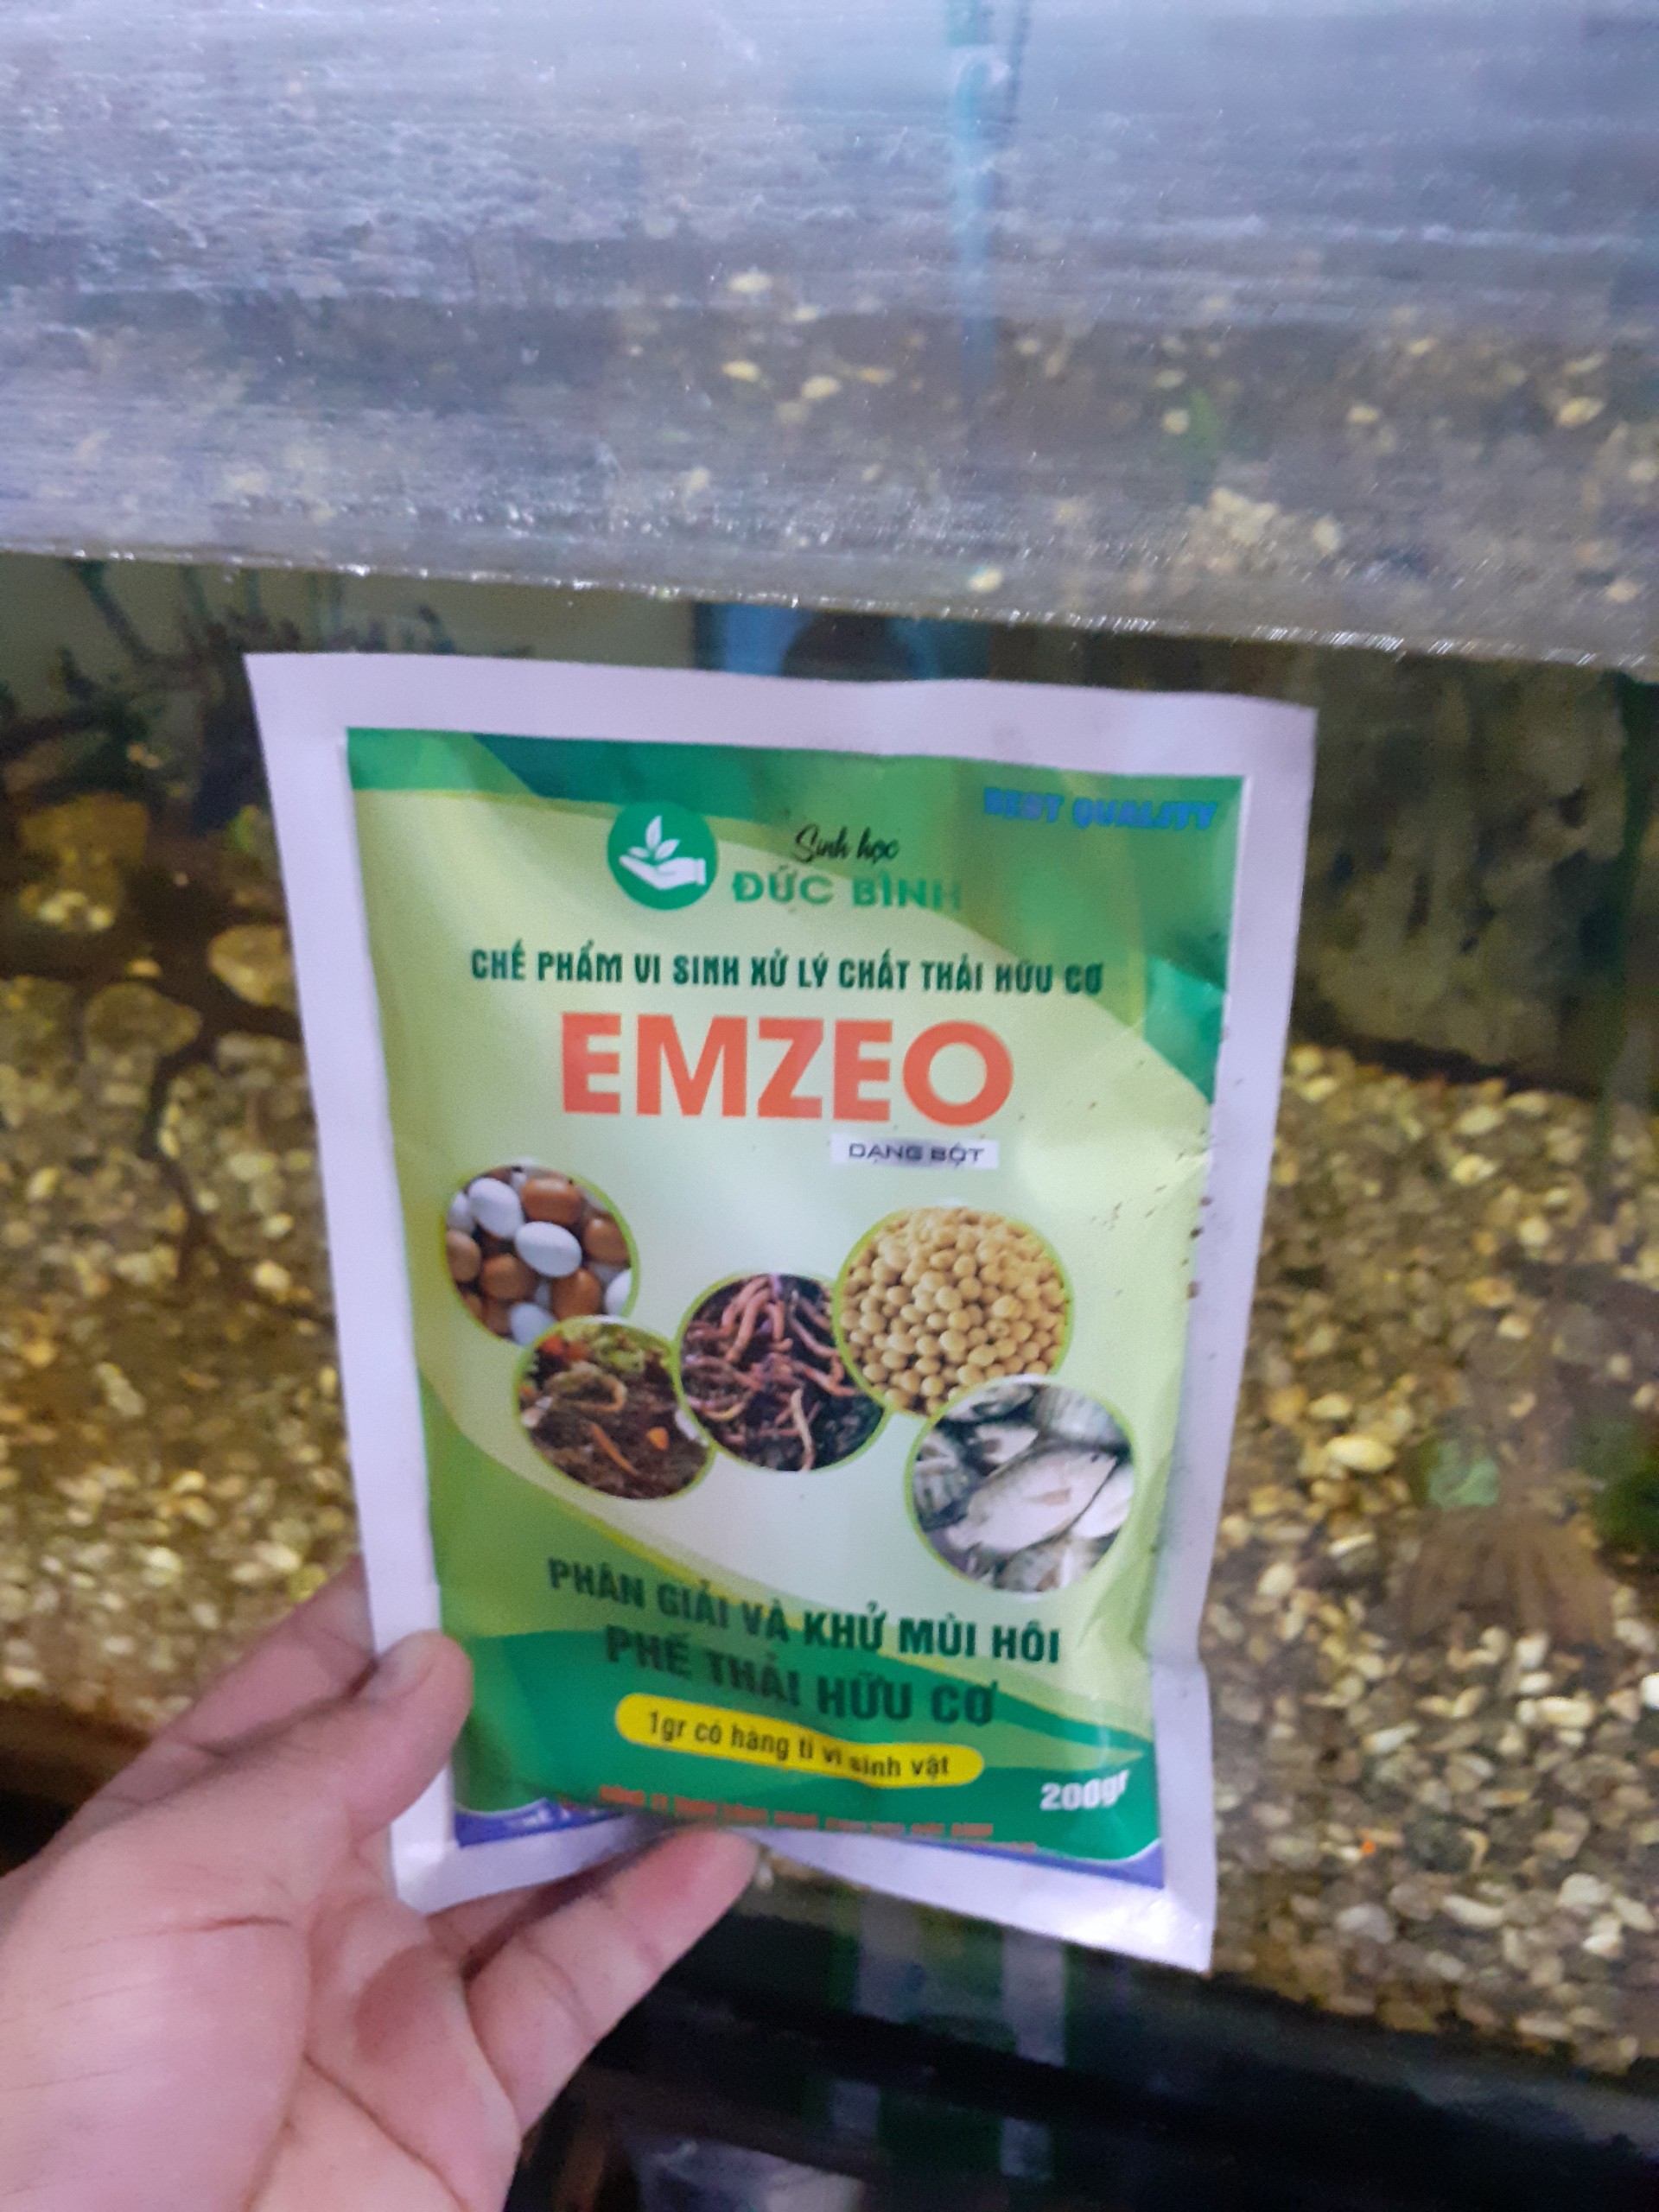 BEST QUALITY
Sinh học
ĐỨC BÌNH
CHẾ PHẨM VI SINH XỬ LÝ CHẤT THẢI HỮU CƠ
EMZEO
DẠNG BỘT
PHÂN GIẢI VÀ KHỬ MÙI HÔI
PHẾ THẢI HỮU CƠ
1gr có hàng tỉ vi sinh vật
200gr